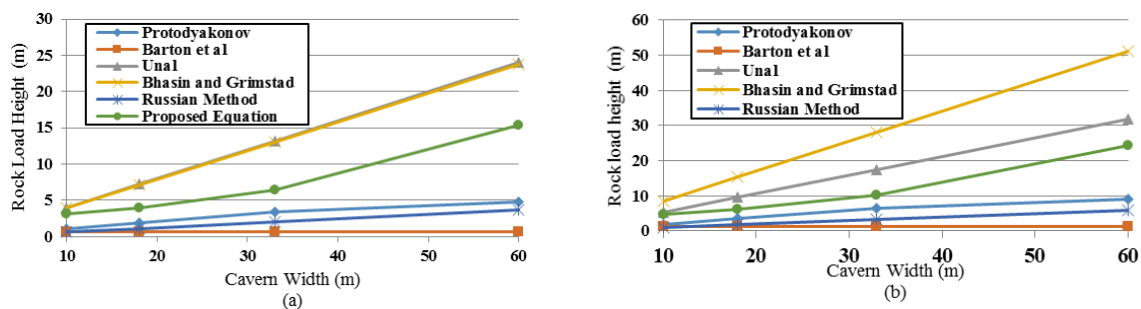 30
25
20
15
10
5
0
Rock Load Height (m)
Protodyakonov
Barton et al
Unal
Bhasin and Grimstad
Russian Method
Proposed Equation
10 20 30 40 50 60
Cavern Width (m)
(a)
60
50
40
30
20
10
0
Rock load height (m)
Protodyakonov
Barton et al
Unal
Bhasin and Grimstad
Russian Method
10 20 30 40 50 60
Cavern Width (m)
(b)